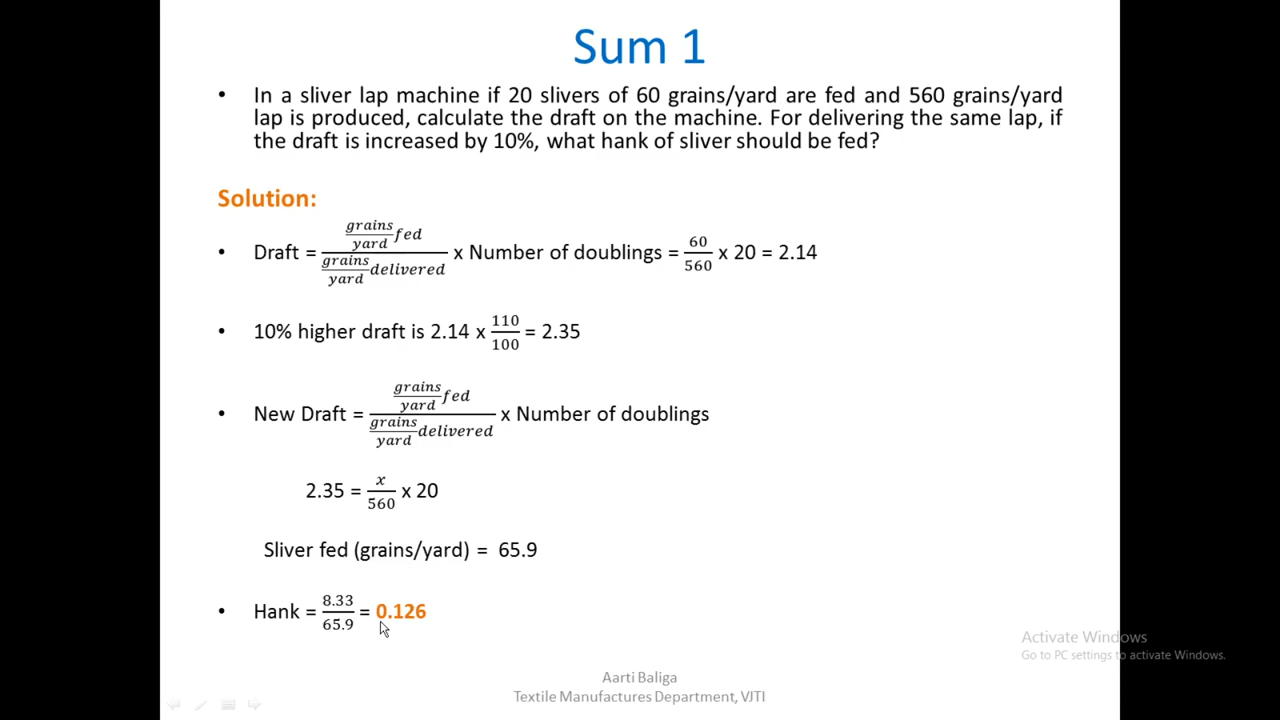 Sum 1
• In a sliver lap machine if 20 slivers of 60 grains/yard are fed and 560 grains/yard
lap is produced, calculate the draft on the machine. For delivering the same lap, if
the draft is increased by 10%, what hank of sliver should be fed?
Solution:
• Draft = (grains/yard fed)/(grains/yard delivered) x Number of doublings = 60/560 x 20 = 2.14
• 10% higher draft is 2.14 x 110/100 = 2.35
• New Draft = (grains/yard fed)/(grains/yard delivered) x Number of doublings
2.35 = x/560 x 20
Sliver fed (grains/yard) = 65.9
• Hank = 8.33/65.9 = 0.126
Activate Windows
Go to PC settings to activate Windows.
Aarti Baliga
Textile Manufactures Department, VJTI